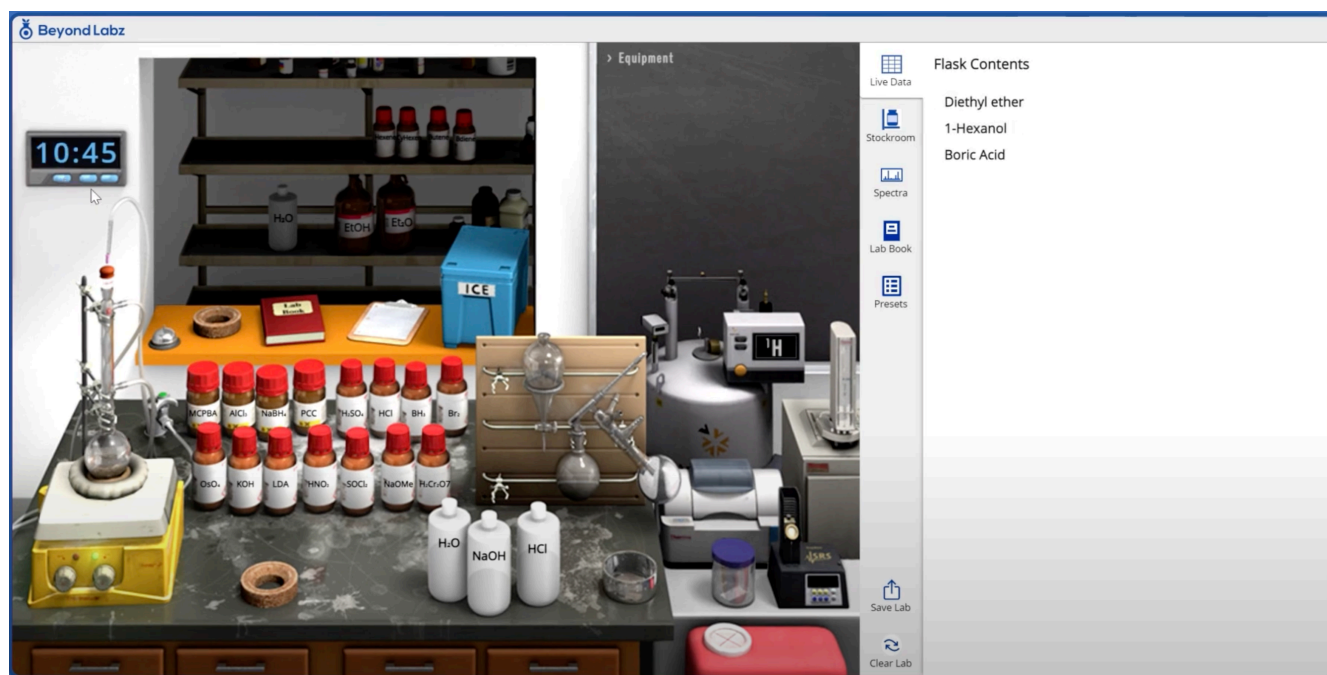 Beyond Labz
> Equipment
10:45
H₂O
EtOH
Et₂O
ICE
Lab
Book
MCPBA
AlCl₃
NaBH₄
PCC
H₂SO₄
HCl
BH₃
Br₂
OsO₄
KOH
LDA
HNO₃
SOCl₂
NaOMe
H₂Cr₂O7
H₂O
NaOH
HCl
¹H
SRS
Live Data
Stockroom
Spectra
Lab Book
Presets
Save Lab
Clear Lab
Flask Contents
Diethyl ether
1-Hexanol
Boric Acid